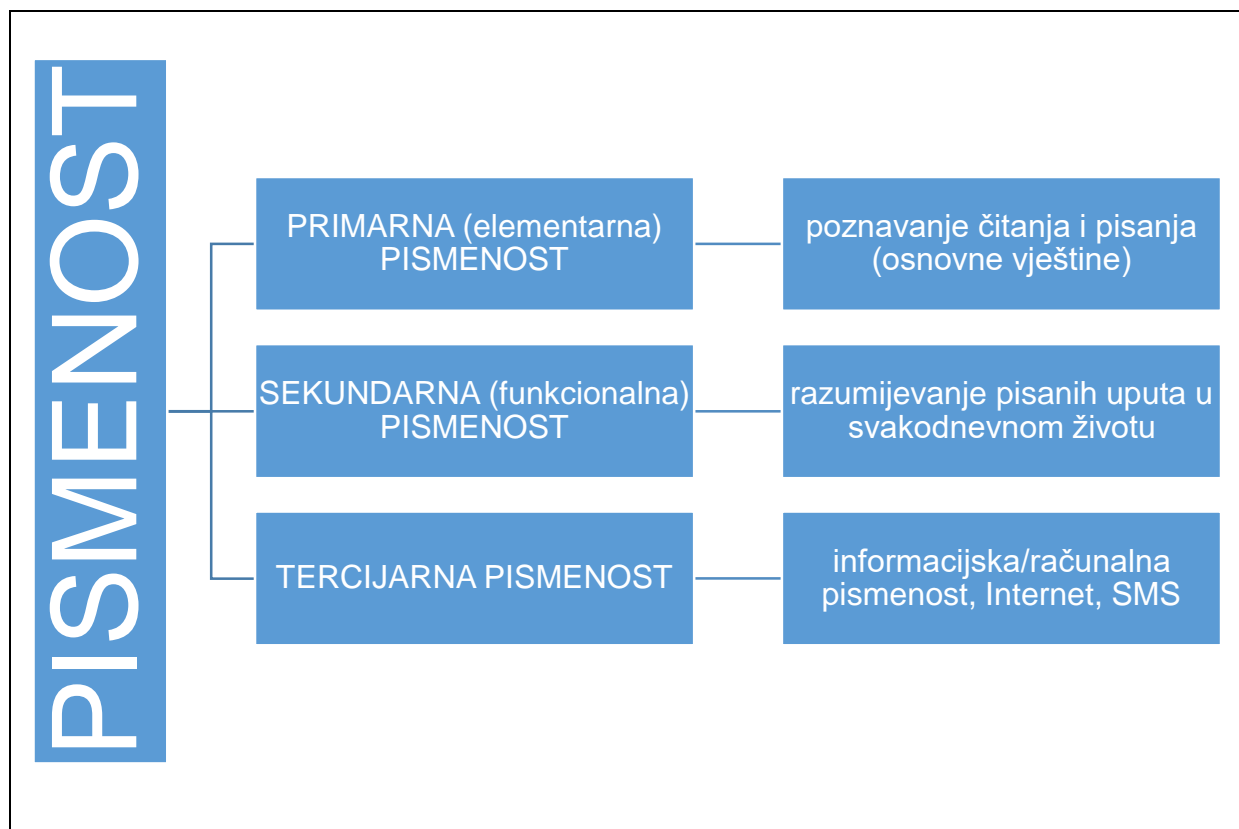 PISMENOST
PRIMARNA (elementarna)
PISMENOST
poznavanje čitanja i pisanja
(osnovne vještine)
SEKUNDARNA (funkcionalna)
PISMENOST
razumijevanje pisanih uputa u
svakodnevnom životu
TERCIJARNA PISMENOST
informacijska/računalna
pismenost, Internet, SMS